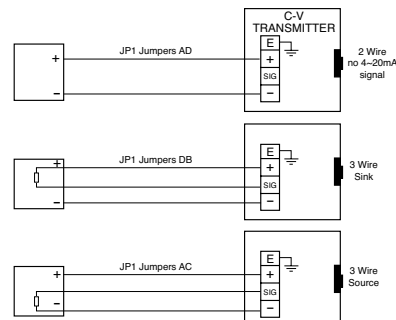 C-V
TRANSMITTER
JP1 Jumpers AD
+
−
E
+
SIG
−
2 Wire
no 4~20mA
signal
JP1 Jumpers DB
+
−
E
+
SIG
−
3 Wire
Sink
JP1 Jumpers AC
+
−
E
+
SIG
−
3 Wire
Source